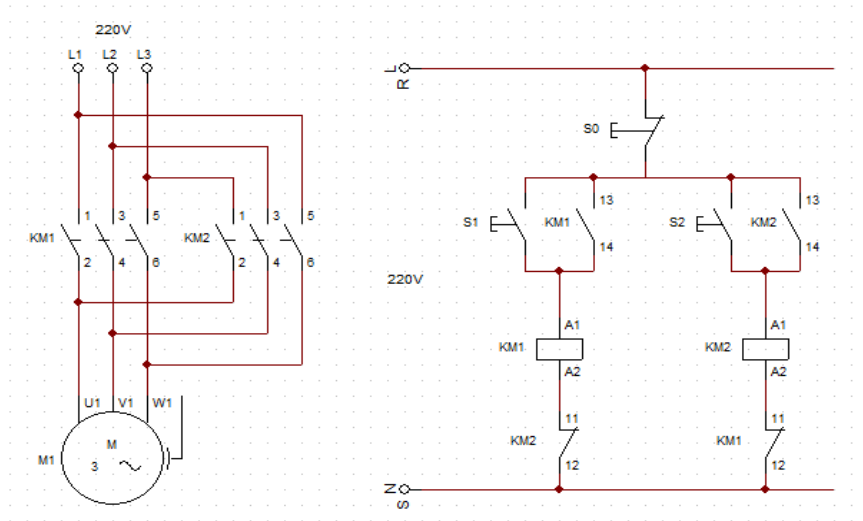 220V
L1 L2 L3
KM1 1 3 5
2 4 6
KM2 1 3 5
2 4 6
U1 V1 W1
M1
M
3
L
R
S0
S1
KM1 13
14
S2
KM2 13
14
220V
KM1 A1
A2
KM2 A1
A2
KM2 11
12
KM1 11
12
N
S